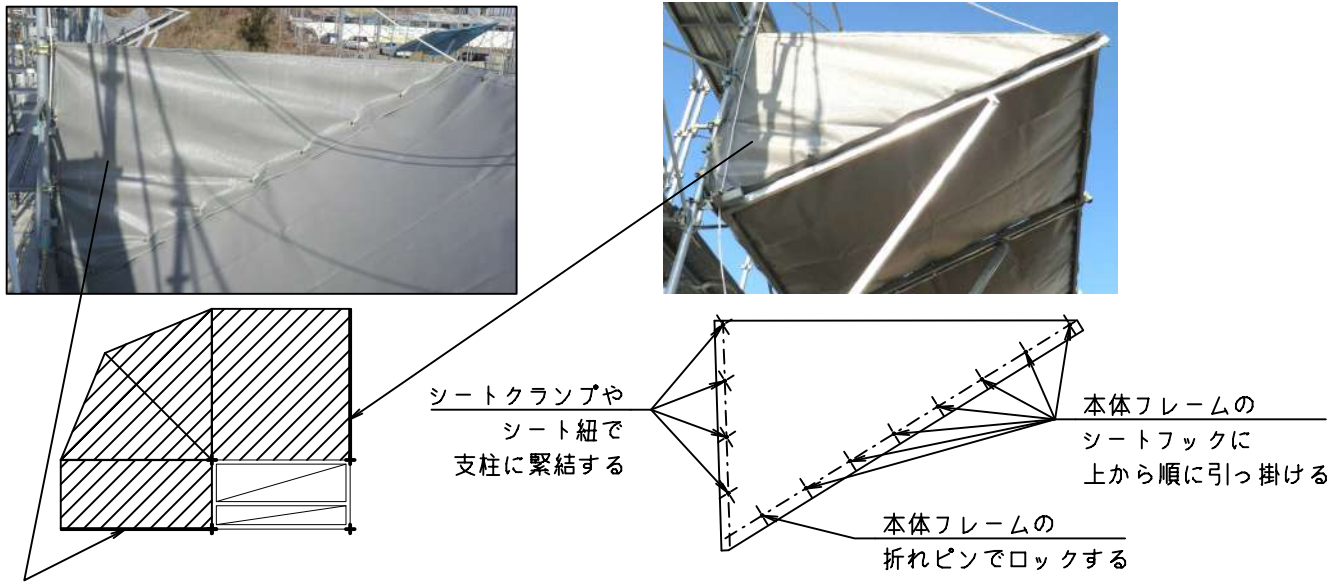 シートクランプや
シート紐で
支柱に緊結する
本体フレームの
シートフックに
上から順に引っ掛ける
本体フレームの
折れピンでロックする